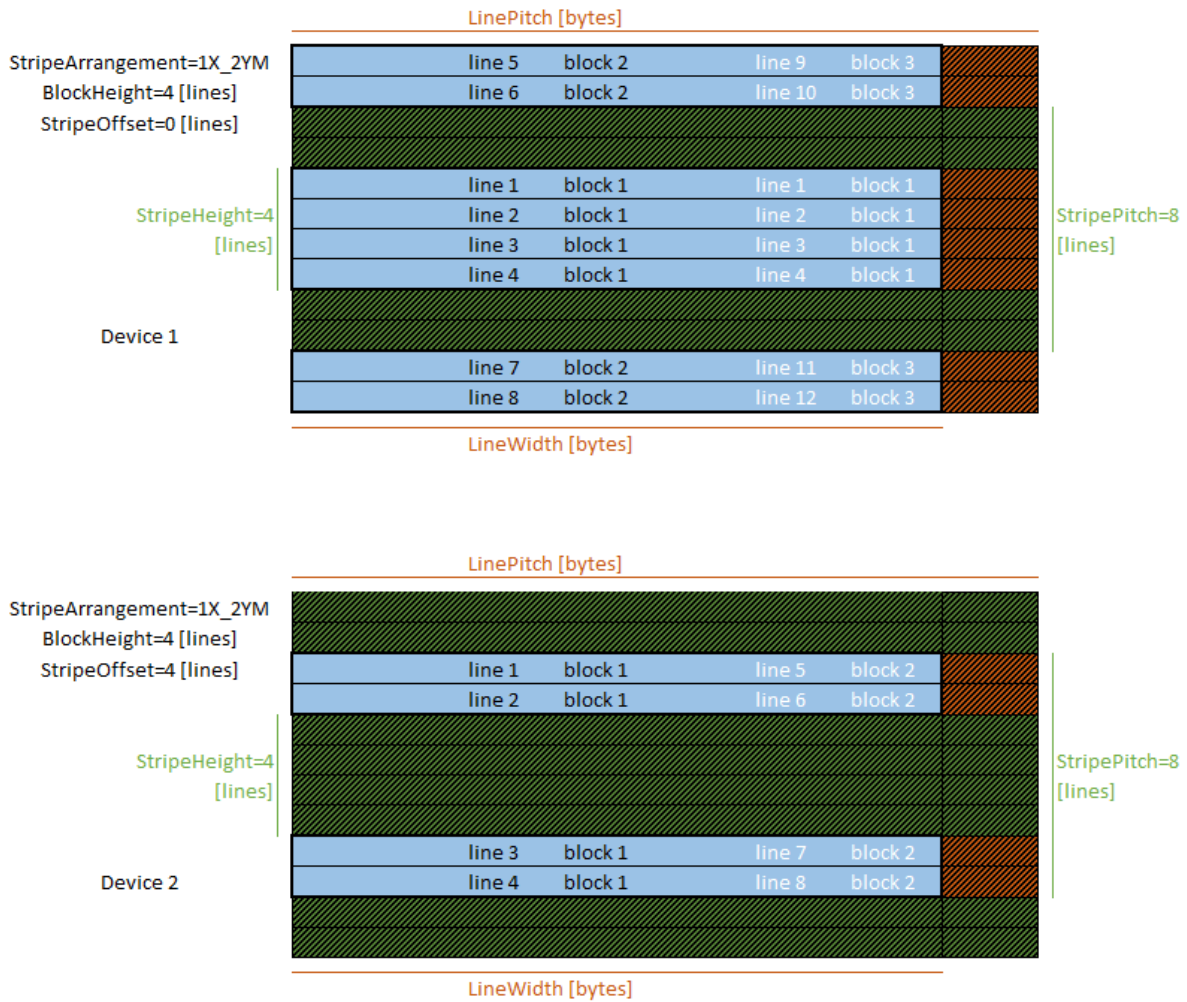 LinePitch [bytes]
StripeArrangement=1X_2YM
BlockHeight=4 [lines]
StripeOffset=0 [lines]
line 5 block 2 line 9 block 3
line 6 block 2 line 10 block 3
StripeHeight=4
[lines]
line 1 block 1 line 1 block 1
line 2 block 1 line 2 block 1
line 3 block 1 line 3 block 1
line 4 block 1 line 4 block 1
StripePitch=8
[lines]
Device 1
line 7 block 2 line 11 block 3
line 8 block 2 line 12 block 3
LineWidth [bytes]
LinePitch [bytes]
StripeArrangement=1X_2YM
BlockHeight=4 [lines]
StripeOffset=4 [lines]
line 1 block 1 line 5 block 2
line 2 block 1 line 6 block 2
StripeHeight=4
[lines]
StripePitch=8
[lines]
Device 2
line 3 block 1 line 7 block 2
line 4 block 1 line 8 block 2
LineWidth [bytes]